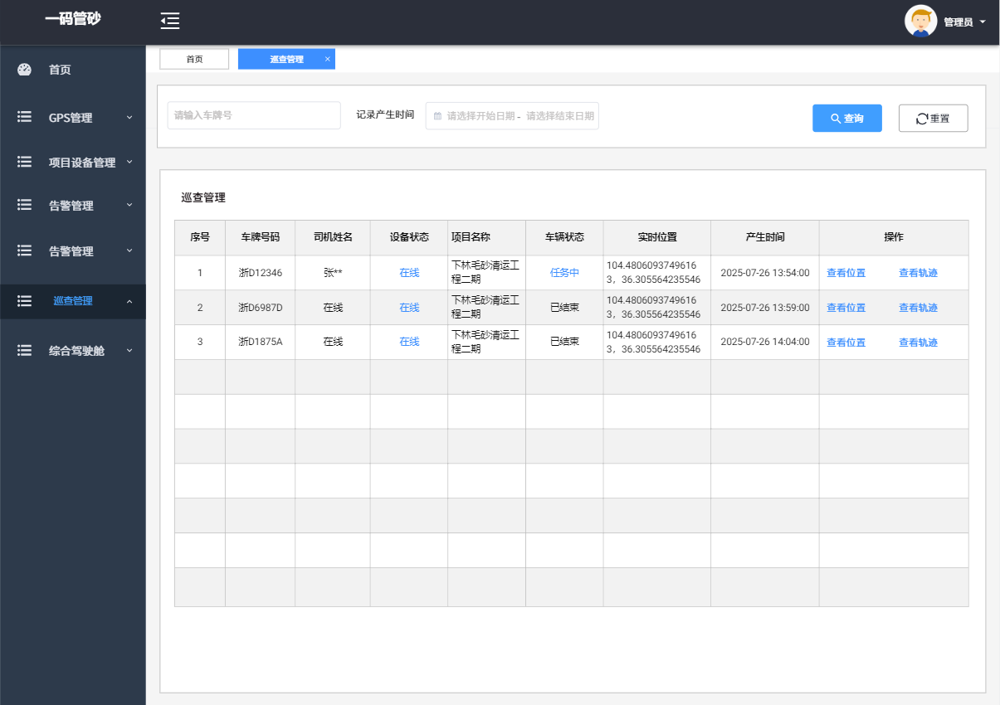 一码管砂
管理员
首页
GPS管理
项目设备管理
告警管理
告警管理
巡查管理
综合驾驶舱
首页 巡查管理 ×
请输入车牌号 记录产生时间 请选择开始日期 - 请选择结束日期 查询 重置
巡查管理
序号 车牌号码 司机姓名 设备状态 项目名称 车辆状态 实时位置 产生时间 操作
1 浙D12346 张** 在线 下林毛砂清运工 任务中 104.4806093749616 2025-07-26 13:54:00 查看位置 查看轨迹
程二期 3，36.305564235546
2 浙D6987D 在线 在线 下林毛砂清运工 已结束 104.4806093749616 2025-07-26 13:59:00 查看位置 查看轨迹
程二期 3，36.305564235546
3 浙D1875A 在线 在线 下林毛砂清运工 已结束 104.4806093749616 2025-07-26 14:04:00 查看位置 查看轨迹
程二期 3，36.305564235546